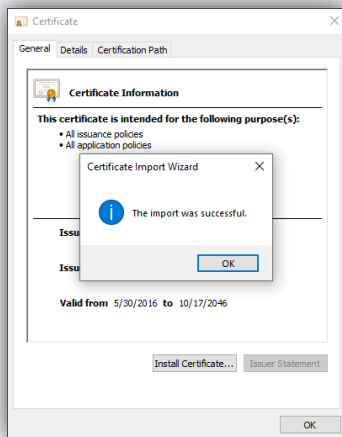 Certificate
General Details Certification Path
Certificate Information
This certificate is intended for the following purpose(s):
• All issuance policies
• All application policies
Certificate Import Wizard
The import was successful.
OK
Issu
Issu
Valid from 5/30/2016 to 10/17/2046
Install Certificate... Issuer Statement
OK